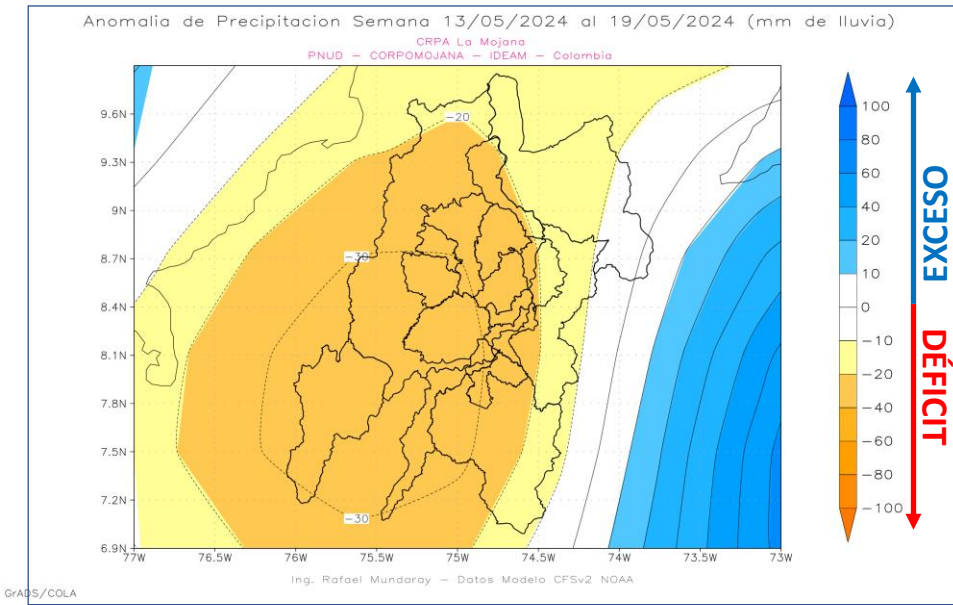 Anomalia de Precipitacion Semana 13/05/2024 al 19/05/2024 (mm de lluvia)
CRPA La Mojana
PNUD – CORPOMOJANA – IDEAM – Colombia
9.6N
9.3N
9N
8.7N
8.4N
8.1N
7.8N
7.5N
7.2N
6.9N
77W
76.5W
76W
75.5W
75W
74.5W
74W
73.5W
73W
−20
−30
−30
100
80
60
40
20
10
0
−10
−20
−40
−60
−80
−100
EXCESO
DÉFICIT
Ing. Rafael Mundaray – Datos Modelo CFSv2 NOAA
GrADS/COLA